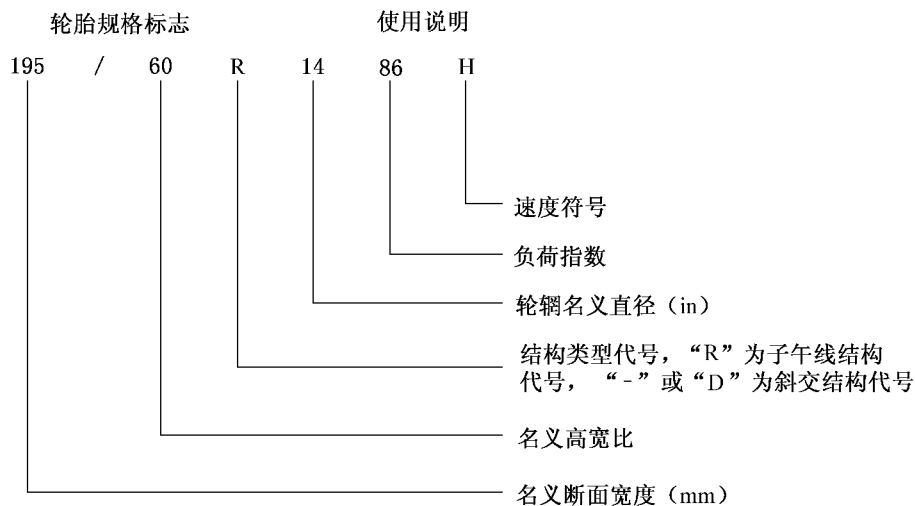 轮胎规格标志 使用说明
195 / 60 R 14 86 H
速度符号
负荷指数
轮辋名义直径（in）
结构类型代号，“R”为子午线结构
代号， “-”或“D”为斜交结构代号
名义高宽比
名义断面宽度（mm）